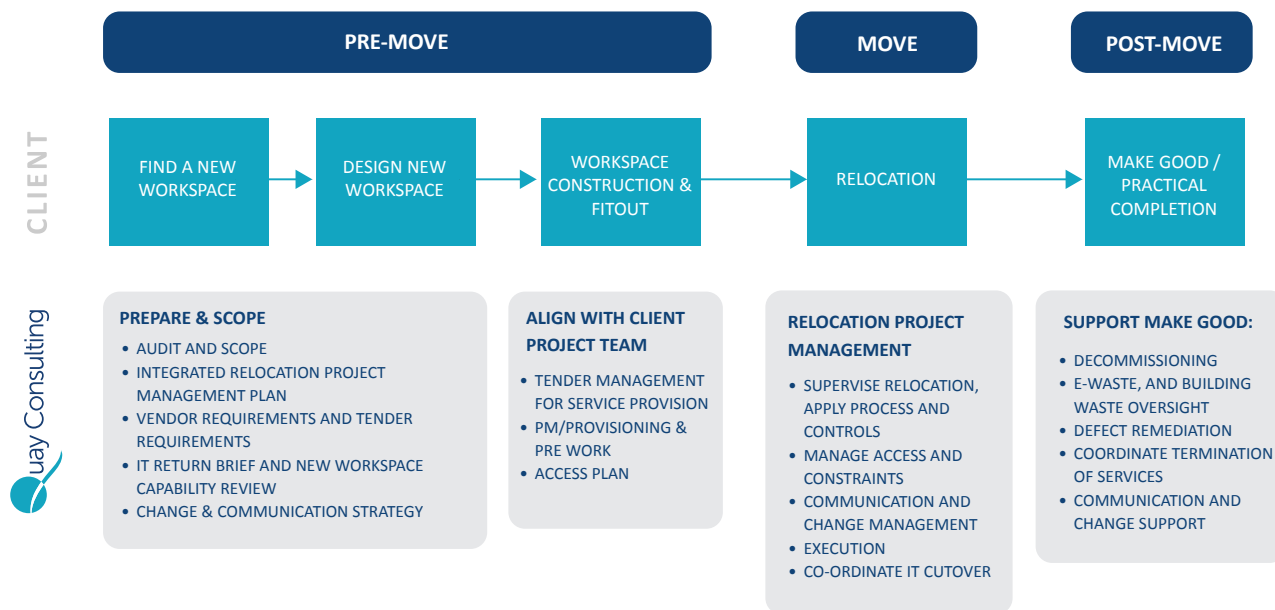 PRE-MOVE
MOVE
POST-MOVE
CLIENT
FIND A NEW
WORKSPACE
DESIGN NEW
WORKSPACE
WORKSPACE
CONSTRUCTION &
FITOUT
RELOCATION
MAKE GOOD /
PRACTICAL
COMPLETION
Quay Consulting
PREPARE & SCOPE
• AUDIT AND SCOPE
• INTEGRATED RELOCATION PROJECT
MANAGEMENT PLAN
• VENDOR REQUIREMENTS AND TENDER
REQUIREMENTS
• IT RETURN BRIEF AND NEW WORKSPACE
CAPABILITY REVIEW
• CHANGE & COMMUNICATION STRATEGY
ALIGN WITH CLIENT
PROJECT TEAM
• TENDER MANAGEMENT
FOR SERVICE PROVISION
• PM/PROVISIONING &
PRE WORK
• ACCESS PLAN
RELOCATION PROJECT
MANAGEMENT
• SUPERVISE RELOCATION,
APPLY PROCESS AND
CONTROLS
• MANAGE ACCESS AND
CONSTRAINTS
• COMMUNICATION AND
CHANGE MANAGEMENT
• EXECUTION
• CO-ORDINATE IT CUTOVER
SUPPORT MAKE GOOD:
• DECOMMISSIONING
• E-WASTE, AND BUILDING
WASTE OVERSIGHT
• DEFECT REMEDIATION
• COORDINATE TERMINATION
OF SERVICES
• COMMUNICATION AND
CHANGE SUPPORT